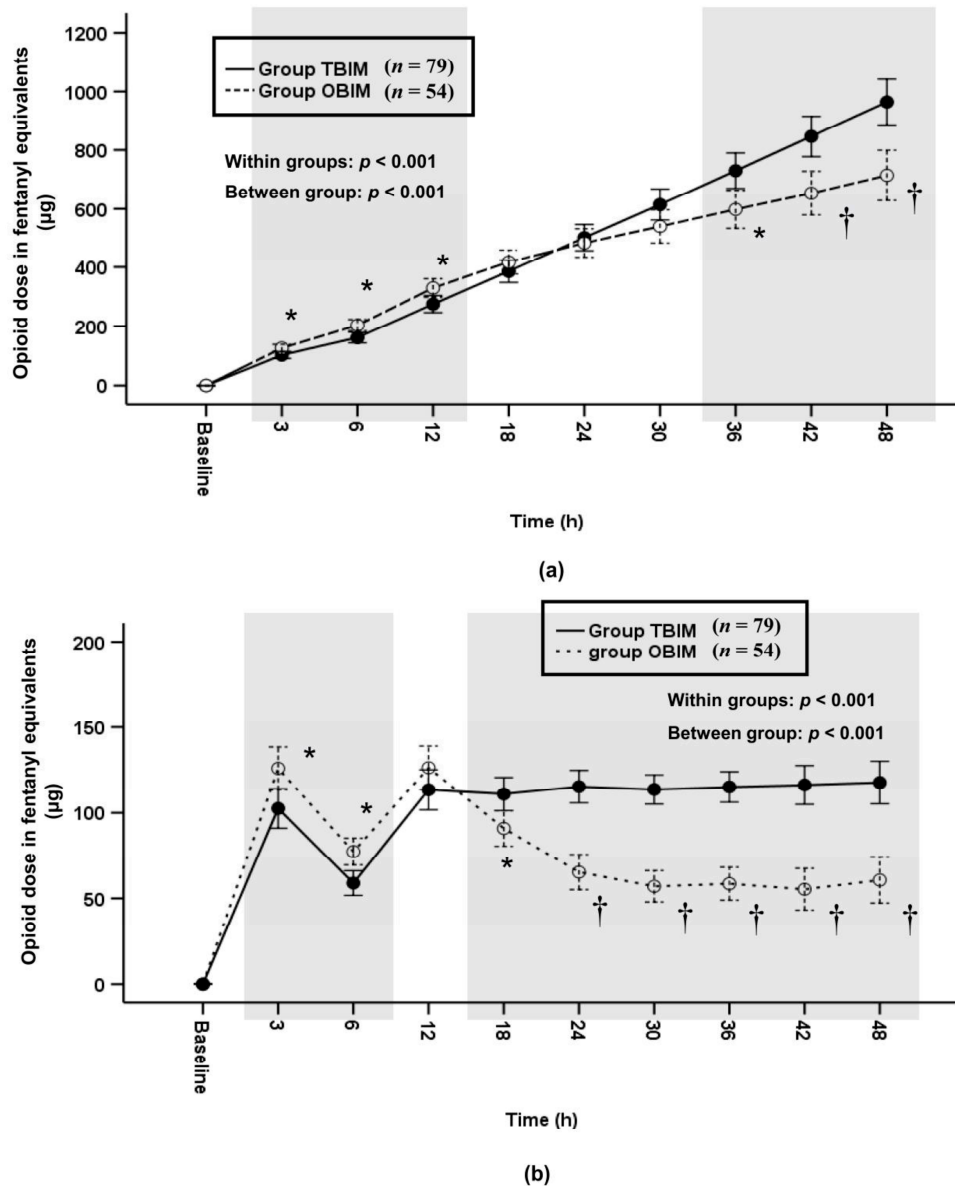 1200
1000
800
600
400
200
0
Opioid dose in fentanyl equivalents
(µg)
Group TBIM (n = 79)
Group OBIM (n = 54)
Within groups: p < 0.001
Between group: p < 0.001
*
*
*
*
†
†
Baseline
3
6
12
18
24
30
36
42
48
Time (h)
(a)
200
150
100
50
0
Opioid dose in fentanyl equivalents
(µg)
Group TBIM (n = 79)
group OBIM (n = 54)
Within groups: p < 0.001
Between group: p < 0.001
*
*
*
†
†
†
†
†
Baseline
3
6
12
18
24
30
36
42
48
Time (h)
(b)